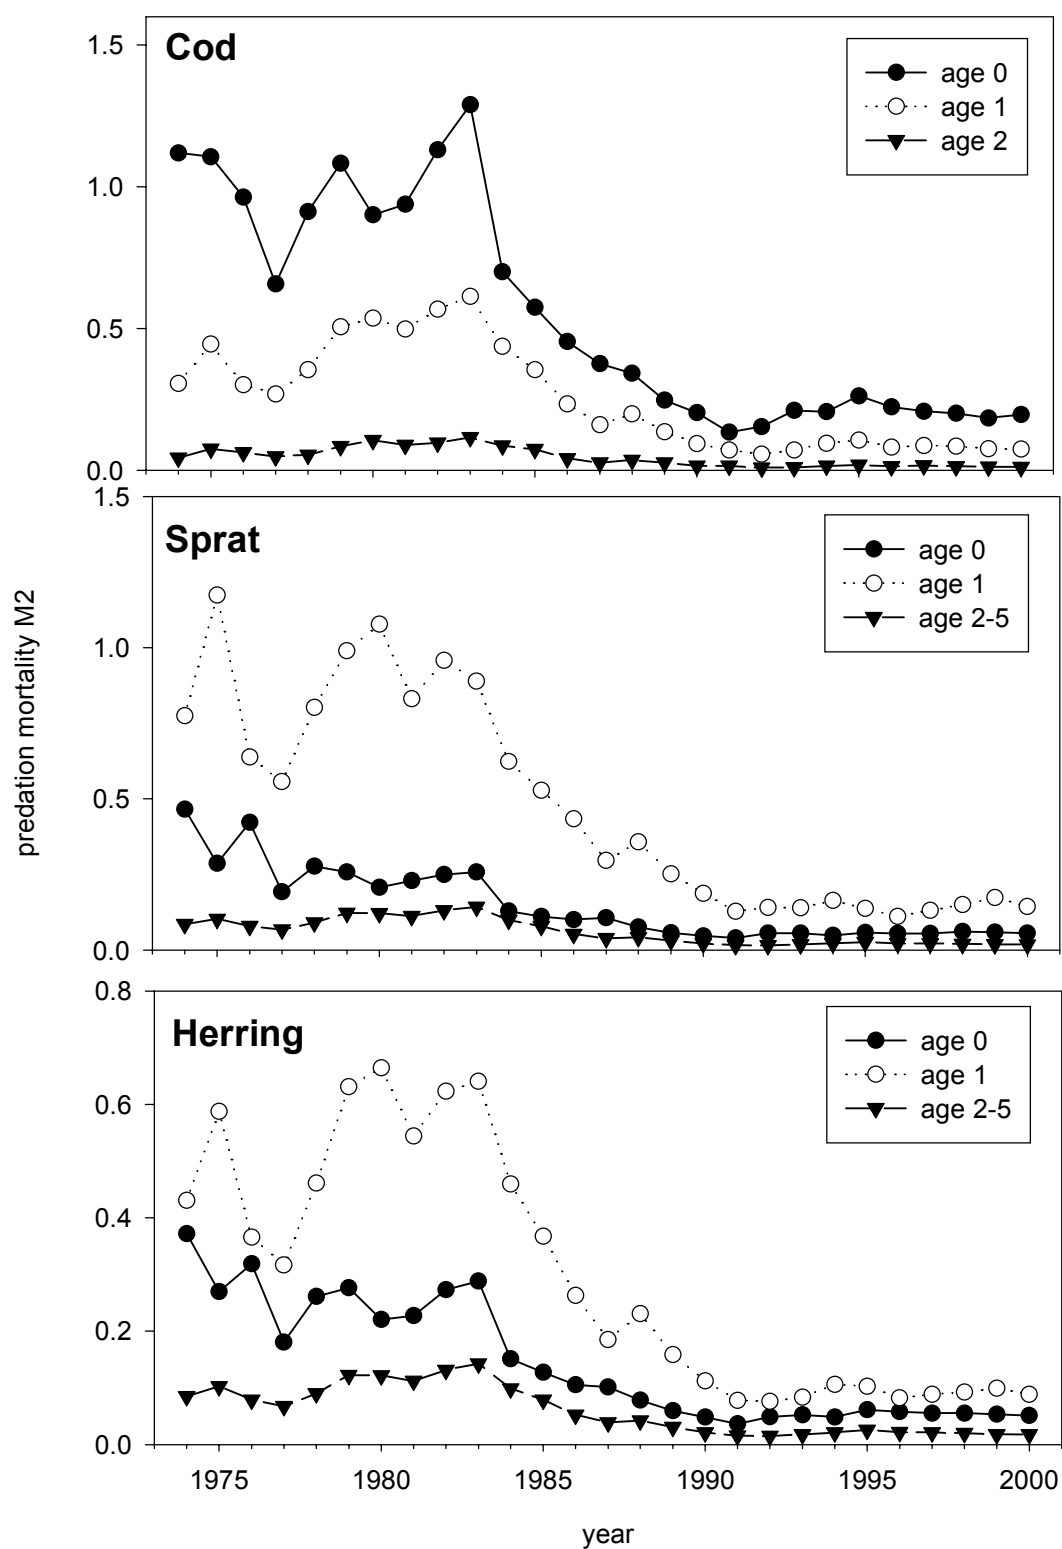 Cod
1.5
1.0
0.5
0.0
age 0
age 1
age 2
Sprat
1.5
1.0
0.5
0.0
age 0
age 1
age 2-5
predation mortality M2
Herring
0.8
0.6
0.4
0.2
0.0
age 0
age 1
age 2-5
1975 1980 1985 1990 1995 2000
year